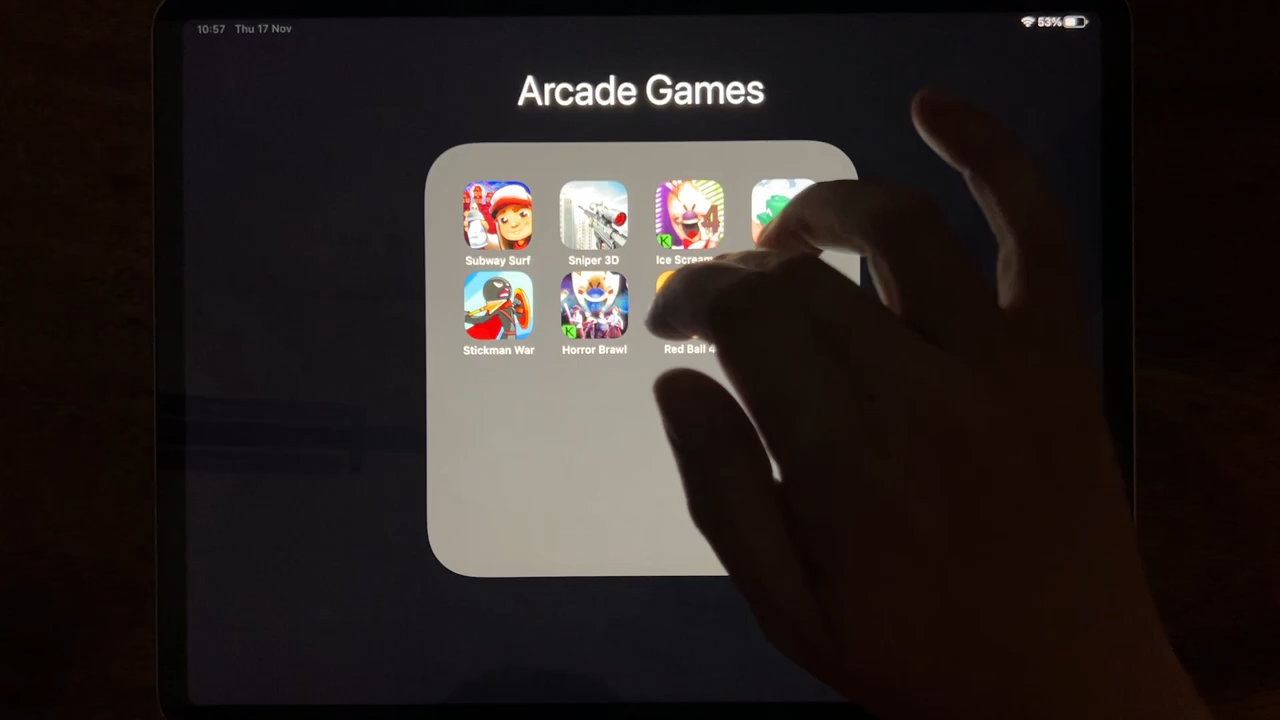 10:57 Thu 17 Nov
53%
Arcade Games
Subway Surf
Sniper 3D
Ice Scream
4
K
Stickman War
Horror Brawl
Red Ball 4
K